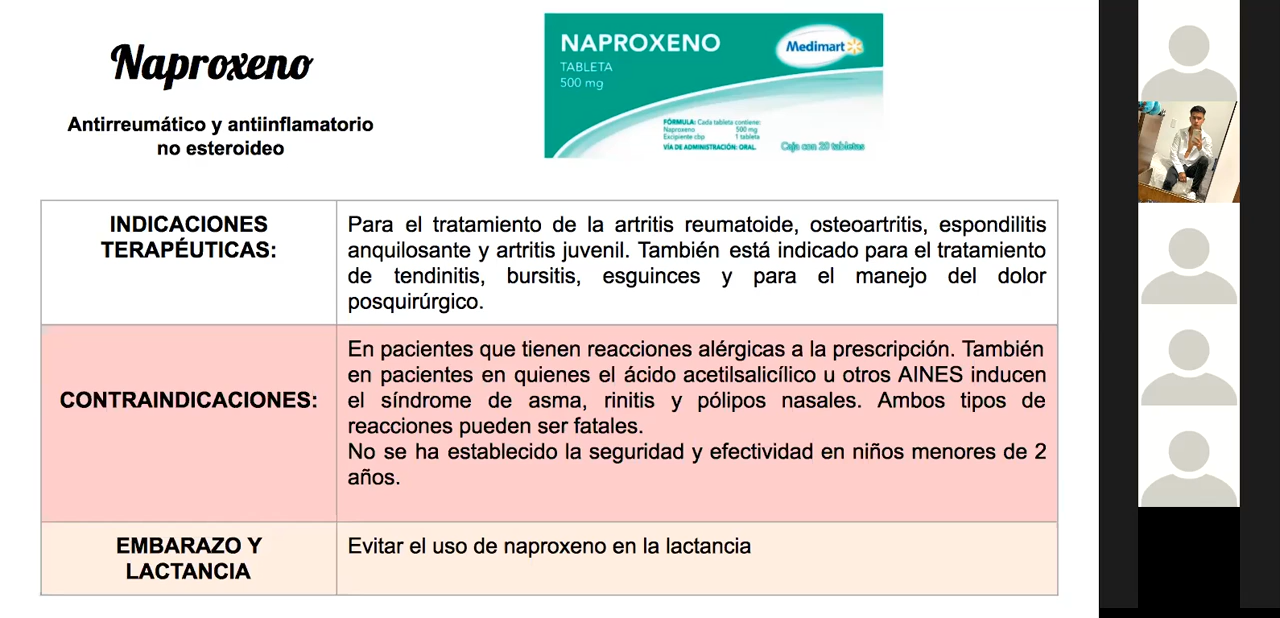 Naproxeno
Antirreumático y antiinflamatorio
no esteroideo
NAPROXENO
TABLETA
500 mg
Medimart
FÓRMULA: Cada tableta contiene:
Naproxeno 500 mg
Excipiente cbp 1 tableta
VÍA DE ADMINISTRACIÓN: ORAL.
Caja con 20 tabletas
INDICACIONES
TERAPÉUTICAS:
Para el tratamiento de la artritis reumatoide, osteoartritis, espondilitis
anquilosante y artritis juvenil. También está indicado para el tratamiento
de tendinitis, bursitis, esguinces y para el manejo del dolor
posquirúrgico.
CONTRAINDICACIONES:
En pacientes que tienen reacciones alérgicas a la prescripción. También
en pacientes en quienes el ácido acetilsalicílico u otros AINES inducen
el síndrome de asma, rinitis y pólipos nasales. Ambos tipos de
reacciones pueden ser fatales.
No se ha establecido la seguridad y efectividad en niños menores de 2
años.
EMBARAZO Y
LACTANCIA
Evitar el uso de naproxeno en la lactancia